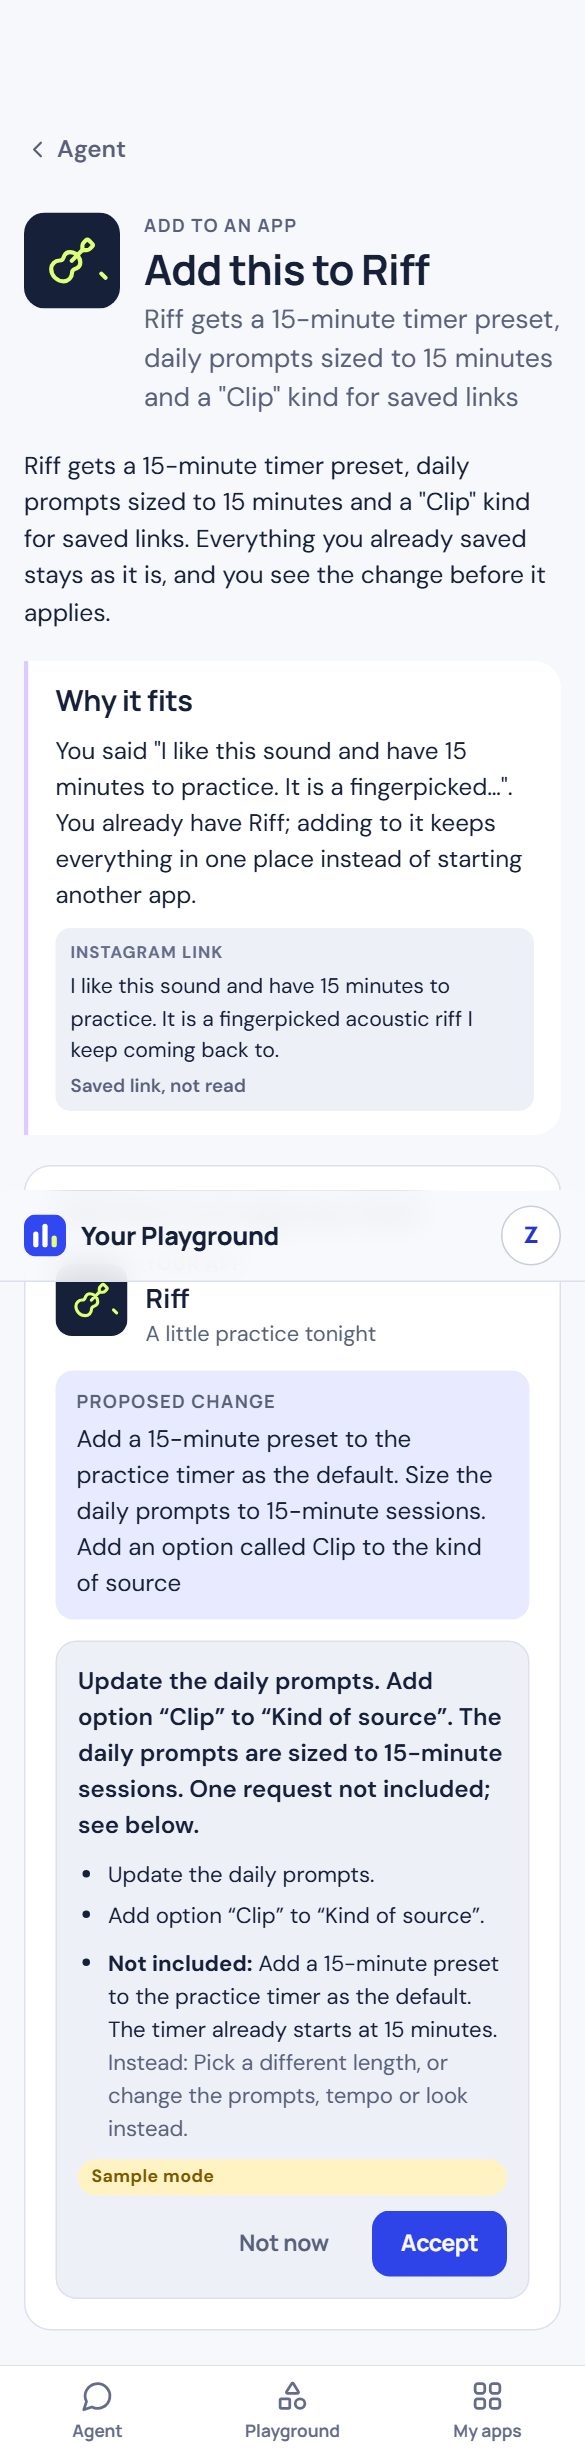 Agent
ADD TO AN APP
Add this to Riff
Riff gets a 15-minute timer preset,
daily prompts sized to 15 minutes
and a "Clip" kind for saved links
Riff gets a 15-minute timer preset, daily
prompts sized to 15 minutes and a "Clip" kind
for saved links. Everything you already saved
stays as it is, and you see the change before it
applies.
Why it fits
You said "I like this sound and have 15
minutes to practice. It is a fingerpicked...".
You already have Riff; adding to it keeps
everything in one place instead of starting
another app.
INSTAGRAM LINK
I like this sound and have 15 minutes to
practice. It is a fingerpicked acoustic riff I
keep coming back to.
Saved link, not read
Your Playground
Z
Riff
A little practice tonight
PROPOSED CHANGE
Add a 15-minute preset to the
practice timer as the default. Size the
daily prompts to 15-minute sessions.
Add an option called Clip to the kind
of source
Update the daily prompts. Add
option “Clip” to “Kind of source”. The
daily prompts are sized to 15-minute
sessions. One request not included;
see below.
• Update the daily prompts.
• Add option “Clip” to “Kind of source”.
• Not included: Add a 15-minute preset
to the practice timer as the default.
The timer already starts at 15 minutes.
Instead: Pick a different length, or
change the prompts, tempo or look
instead.
Sample mode
Not now
Accept
Agent
Playground
My apps